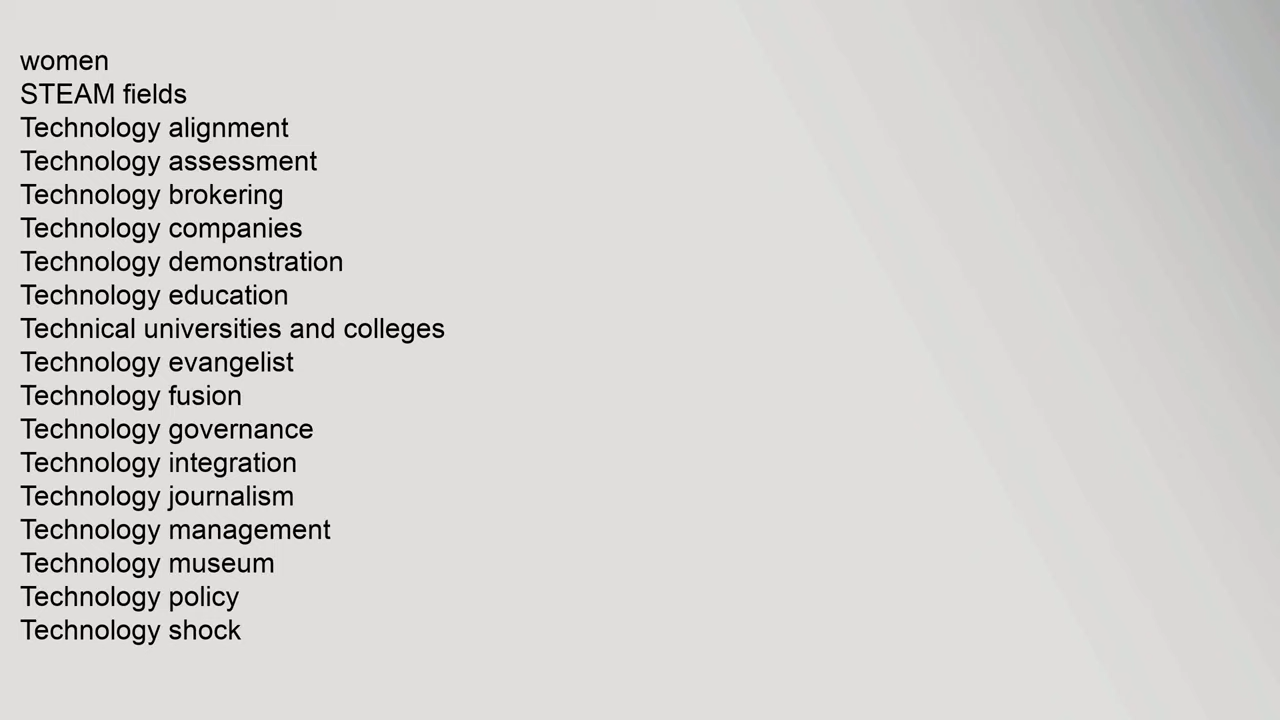 women
STEAM fields
Technology alignment
Technology assessment
Technology brokering
Technology companies
Technology demonstration
Technology education
Technical universities and colleges
Technology evangelist
Technology fusion
Technology governance
Technology integration
Technology journalism
Technology management
Technology museum
Technology policy
Technology shock